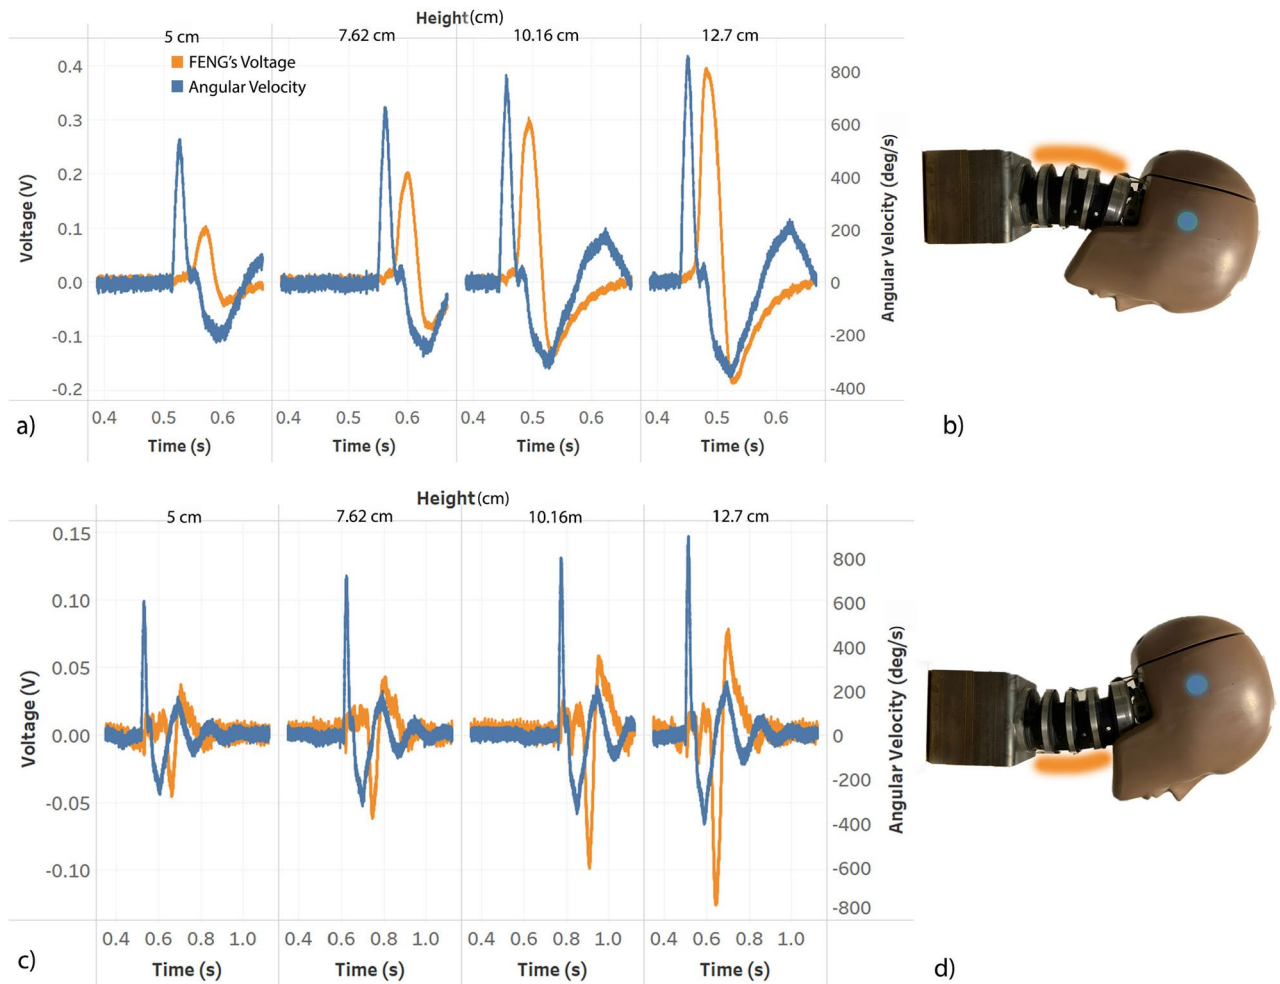 Height(cm)
5 cm 7.62 cm 10.16 cm 12.7 cm
FENG's Voltage
Angular Velocity
0.4
0.3
0.2
0.1
0.0
-0.1
-0.2
Voltage (V)
800
600
400
200
0
-200
-400
Angular Velocity (deg/s)
0.4 0.5 0.6 0.4 0.5 0.6 0.4 0.5 0.6 0.4 0.5 0.6
Time (s) Time (s) Time (s) Time (s)
a)
b)
Height(cm)
5 cm 7.62 cm 10.16m 12.7 cm
0.15
0.10
0.05
0.00
-0.05
-0.10
Voltage (V)
800
600
400
200
0
-200
-400
-600
-800
Angular Velocity (deg/s)
0.4 0.6 0.8 1.0 0.4 0.6 0.8 1.0 0.4 0.6 0.8 1.0 0.4 0.6 0.8 1.0
Time (s) Time (s) Time (s) Time (s)
c)
d)